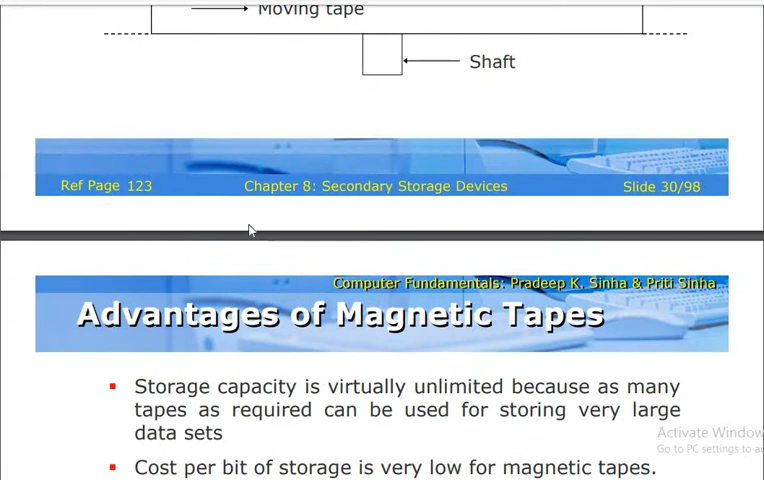 Moving tape
Shaft
Ref Page 123
Chapter 8: Secondary Storage Devices
Slide 30/98
Computer Fundamentals: Pradeep K. Sinha & Priti Sinha
Advantages of Magnetic Tapes
Storage capacity is virtually unlimited because as many
tapes as required can be used for storing very large
data sets
Activate Window
Go to PC settings to a
Cost per bit of storage is very low for magnetic tapes.